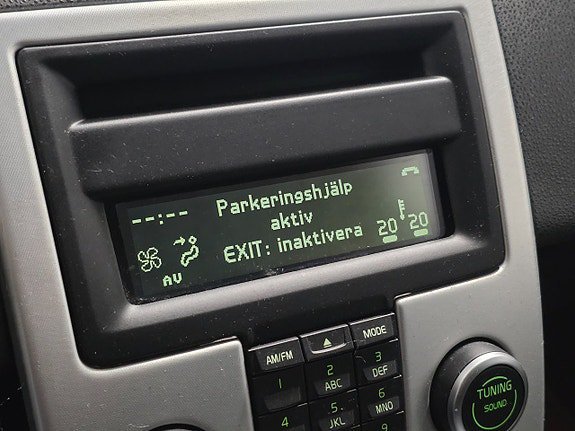 --:--
Parkeringshjälp
aktiv
EXIT: inaktivera
AV
20 20
AM/FM
MODE
1
2
ABC
3
DEF
4
5
JKL
6
MNO
9
TUNING
SOUND